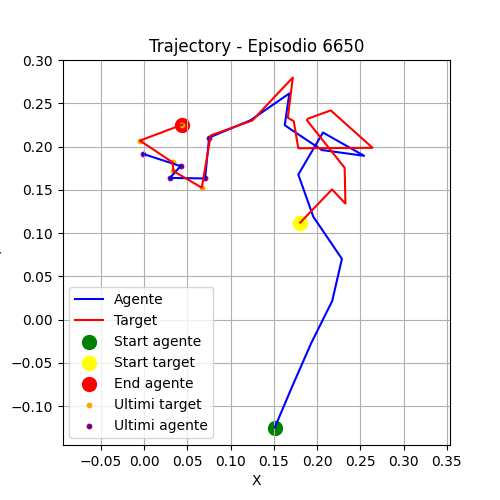 Trajectory - Episodio 6650
0.30
0.25
0.20
0.15
0.10
0.05
0.00
−0.05
−0.10
Agente
Target
Start agente
Start target
End agente
Ultimi target
Ultimi agente
−0.05 0.00 0.05 0.10 0.15 0.20 0.25 0.30 0.35
X